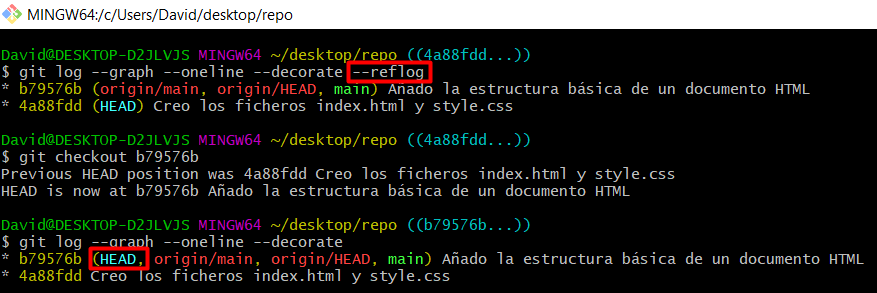 MINGW64:/c/Users/David/desktop/repo
David@DESKTOP-D2JLVJS MINGW64 ~/desktop/repo ((4a88fdd...))
$ git log --graph --oneline --decorate --reflog
* b79576b (origin/main, origin/HEAD, main) Añado la estructura básica de un documento HTML
* 4a88fdd (HEAD) Creo los ficheros index.html y style.css
David@DESKTOP-D2JLVJS MINGW64 ~/desktop/repo ((4a88fdd...))
$ git checkout b79576b
Previous HEAD position was 4a88fdd Creo los ficheros index.html y style.css
HEAD is now at b79576b Añado la estructura básica de un documento HTML
David@DESKTOP-D2JLVJS MINGW64 ~/desktop/repo ((b79576b...))
$ git log --graph --oneline --decorate
* b79576b (HEAD, origin/main, origin/HEAD, main) Añado la estructura básica de un documento HTML
* 4a88fdd Creo los ficheros index.html y style.css